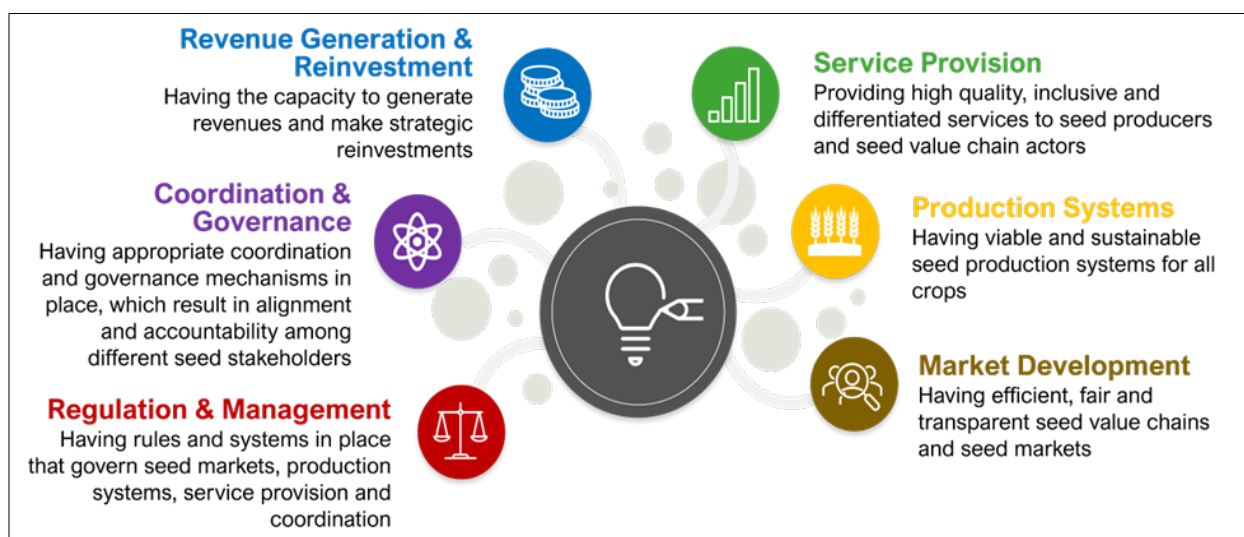 Revenue Generation &
Reinvestment
Having the capacity to generate
revenues and make strategic
reinvestments
Coordination &
Governance
Having appropriate coordination
and governance mechanisms in
place, which result in alignment
and accountability among
different seed stakeholders
Regulation & Management
Having rules and systems in place
that govern seed markets, production
systems, service provision and
coordination
Service Provision
Providing high quality, inclusive and
differentiated services to seed producers
and seed value chain actors
Production Systems
Having viable and sustainable
seed production systems for all
crops
Market Development
Having efficient, fair and
transparent seed value chains
and seed markets